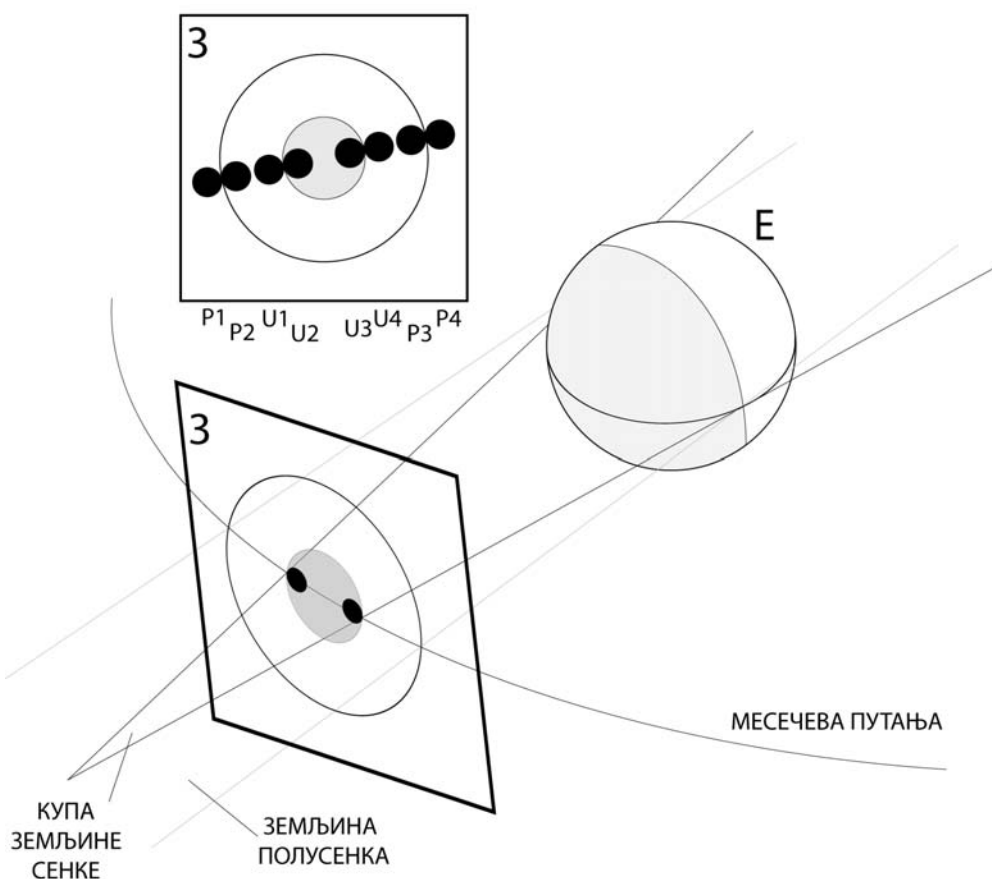 З
P1
P2
U1
U2
U3
U4
P3
P4
E
З
МЕСЕЧЕВА ПУТАЊА
КУПА
ЗЕМЉИНЕ
СЕНКЕ
ЗЕМЉИНА
ПОЛУСЕНКА